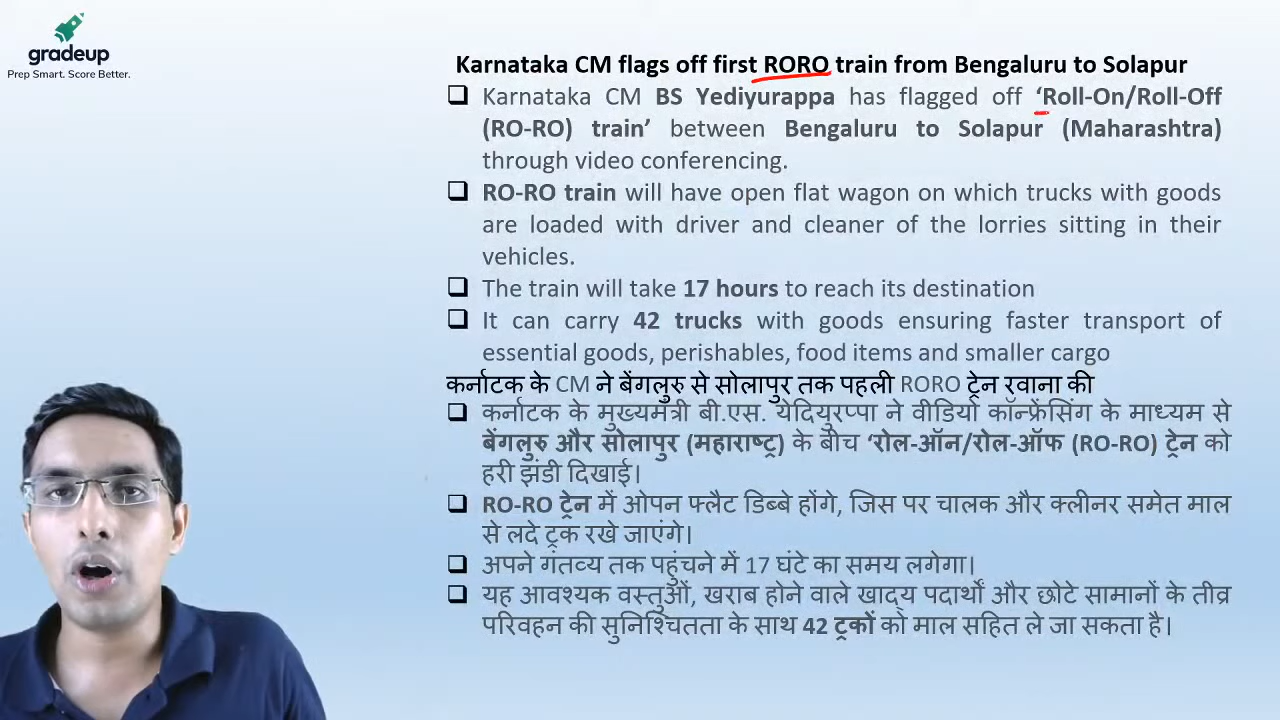 gradeup
Prep Smart. Score Better.
Karnataka CM flags off first RORO train from Bengaluru to Solapur
❑ Karnataka CM BS Yediyurappa has flagged off ‘Roll-On/Roll-Off
(RO-RO) train’ between Bengaluru to Solapur (Maharashtra)
through video conferencing.
❑ RO-RO train will have open flat wagon on which trucks with goods
are loaded with driver and cleaner of the lorries sitting in their
vehicles.
❑ The train will take 17 hours to reach its destination
❑ It can carry 42 trucks with goods ensuring faster transport of
essential goods, perishables, food items and smaller cargo
कर्नाटक के CM ने बेंगलुरु से सोलापुर तक पहली RORO ट्रेन रवाना की
❑ कर्नाटक के मुख्यमंत्री बी.एस. येदियुरप्पा ने वीडियो कॉन्फ्रेंसिंग के माध्यम से
बेंगलुरु और सोलापुर (महाराष्ट्र) के बीच ‘रोल-ऑन/रोल-ऑफ (RO-RO) ट्रेन को
हरी झंडी दिखाई।
❑ RO-RO ट्रेन में ओपन फ्लैट डिब्बे होंगे, जिस पर चालक और क्लीनर समेत माल
से लदे ट्रक रखे जाएंगे।
❑ अपने गंतव्य तक पहुंचने में 17 घंटे का समय लगेगा।
❑ यह आवश्यक वस्तुओं, खराब होने वाले खाद्य पदार्थों और छोटे सामानों के तीव्र
परिवहन की सुनिश्चितता के साथ 42 ट्रकों को माल सहित ले जा सकता है।